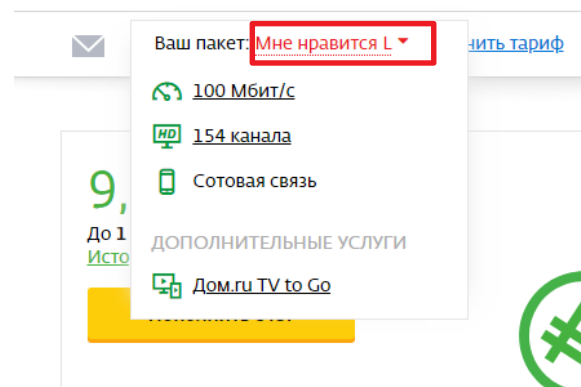 Ваш пакет: Мне нравится L
нить тариф
100 Мбит/с
HD 154 канала
Сотовая связь
9,
До 1
ДОПОЛНИТЕЛЬНЫЕ УСЛУГИ
Исто
Дом.ru TV to Go